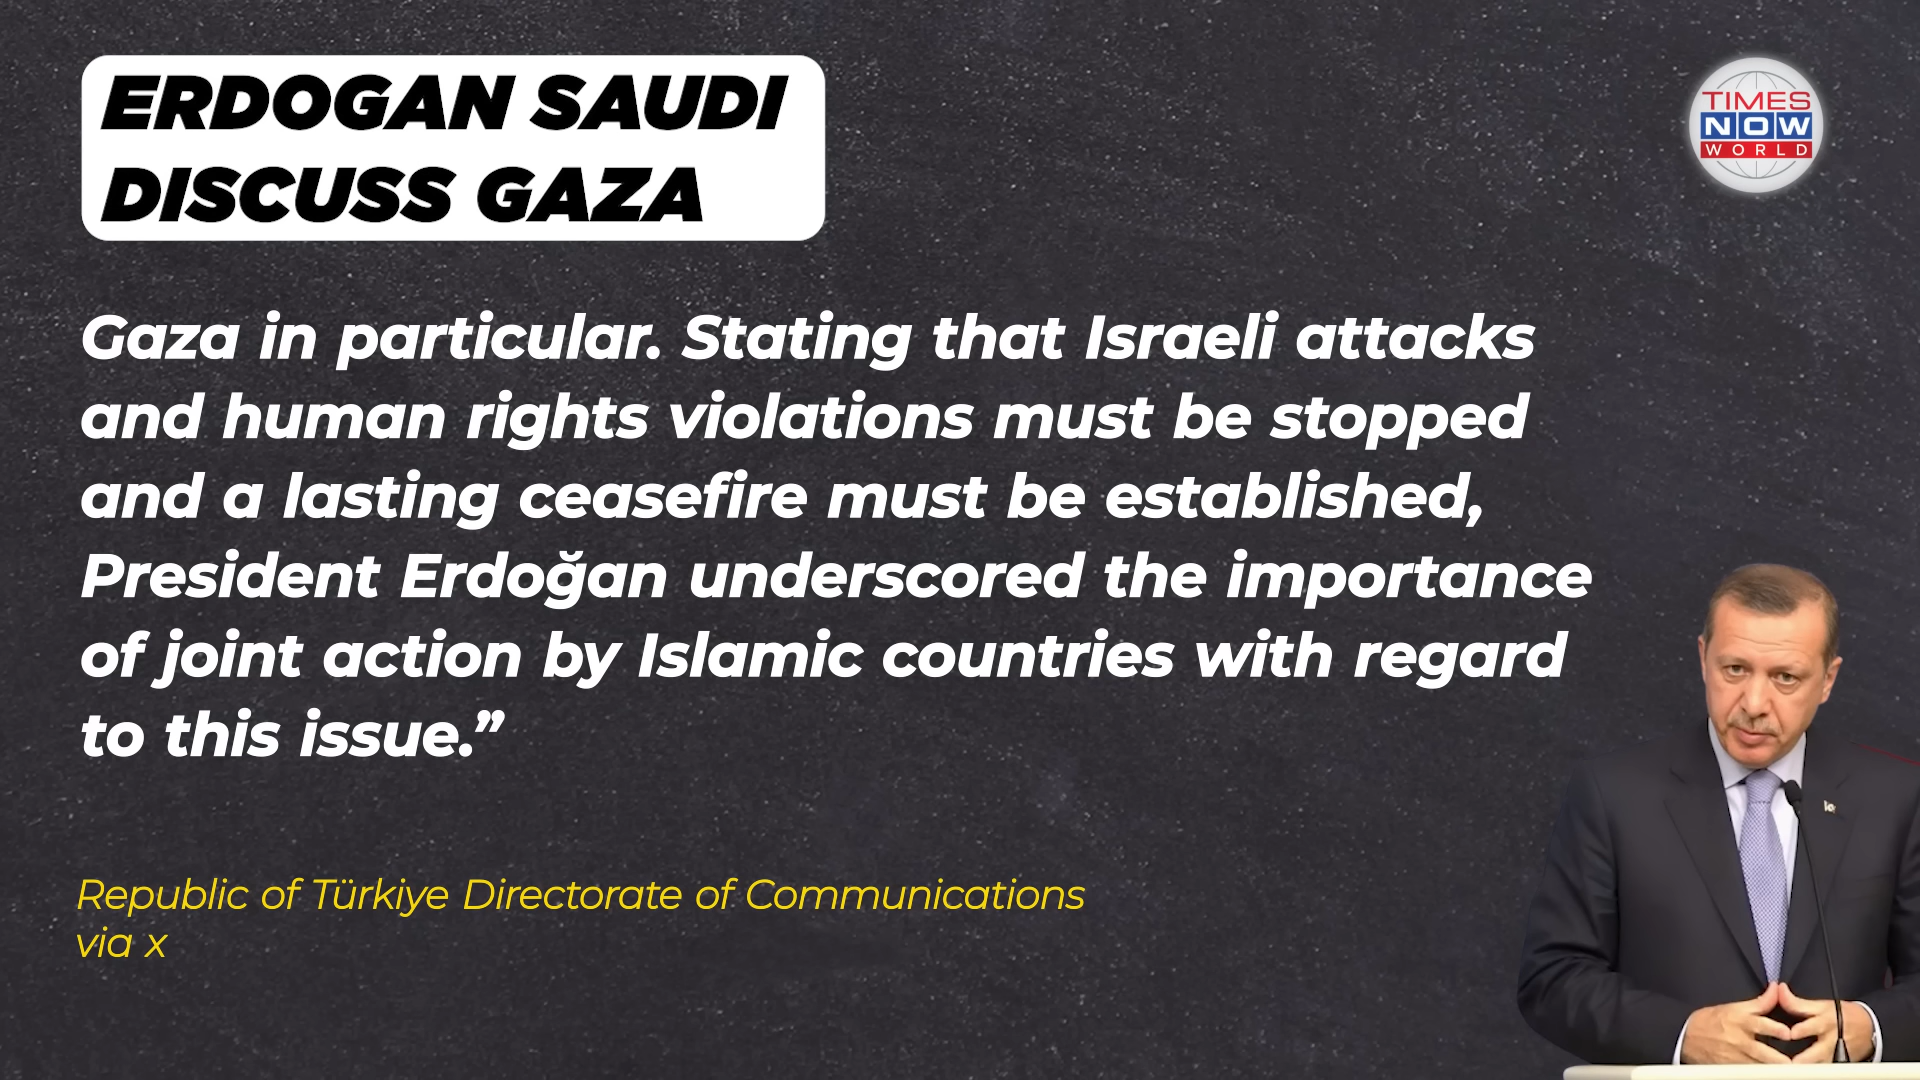 ERDOGAN SAUDI
DISCUSS GAZA
TIMES
NOW
WORLD
Gaza in particular. Stating that Israeli attacks
and human rights violations must be stopped
and a lasting ceasefire must be established,
President Erdoğan underscored the importance
of joint action by Islamic countries with regard
to this issue.”
Republic of Türkiye Directorate of Communications
via x